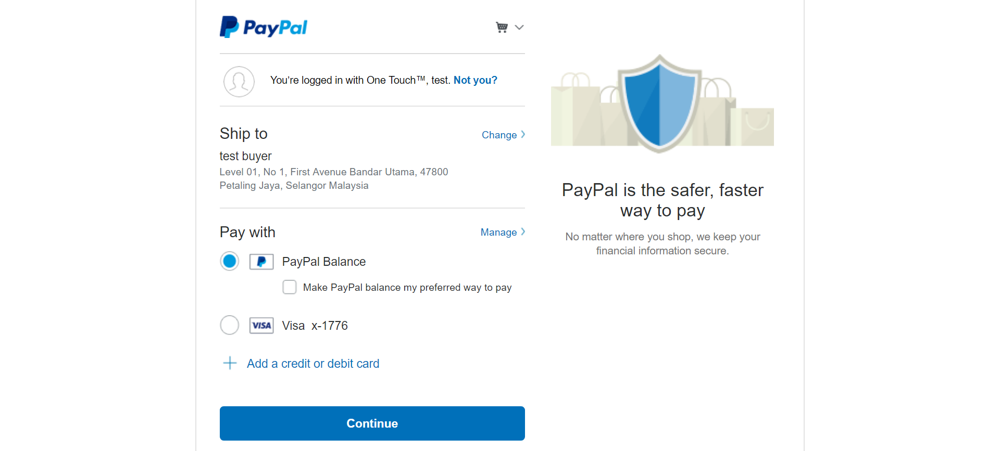 PayPal
You’re logged in with One Touch™, test. Not you?
Ship to
Change
test buyer
Level 01, No 1, First Avenue Bandar Utama, 47800
Petaling Jaya, Selangor Malaysia
Pay with
Manage
PayPal Balance
Make PayPal balance my preferred way to pay
VISA Visa x-1776
Add a credit or debit card
Continue
PayPal is the safer, faster
way to pay
No matter where you shop, we keep your
financial information secure.